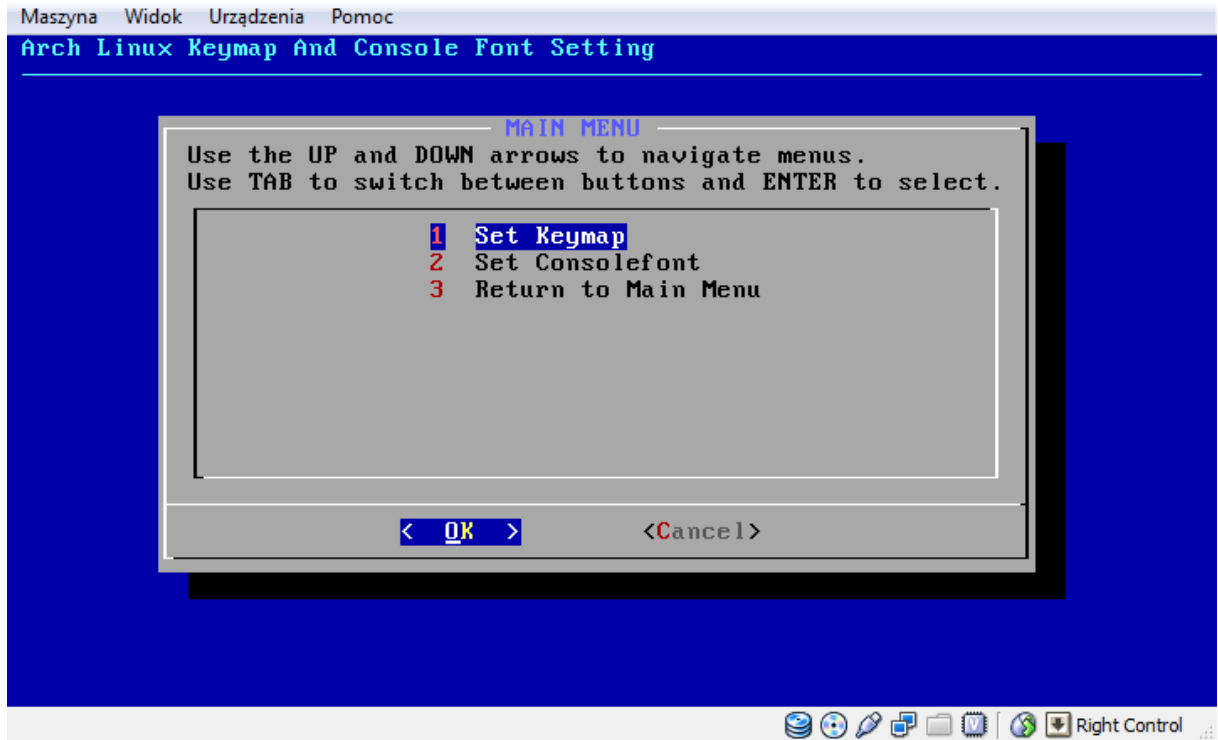 Maszyna Widok Urządzenia Pomoc
Arch Linux Keymap And Console Font Setting
MAIN MENU
Use the UP and DOWN arrows to navigate menus.
Use TAB to switch between buttons and ENTER to select.
1 Set Keymap
2 Set Consolefont
3 Return to Main Menu
< OK > <Cancel>
V Right Control